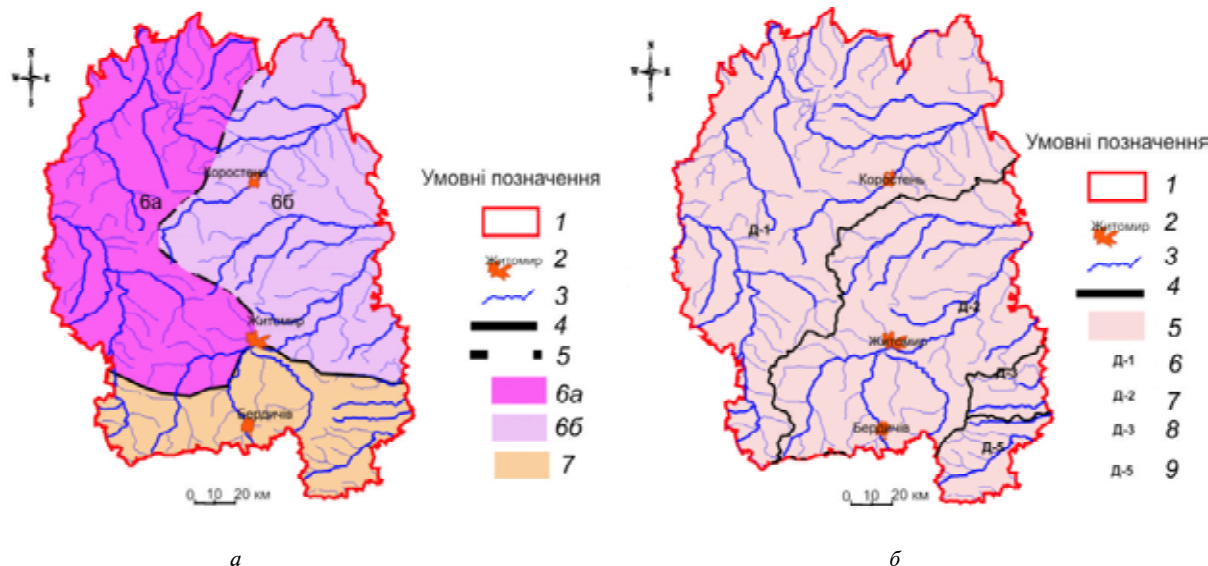 N
W E
S
Коростень
6а
6б
Житомир
Бердичів
0 10 20 км
Умовні позначення
1
Житомир 2
3
4
5
6а 6а
6б 6б
7
а
N
W E
S
Коростень
Д-1
Д-2
Житомир
Д-3
Бердичів
Д-5
0 10 20 км
Умовні позначення
1
Житомир 2
3
4
5
Д-1 6
Д-2 7
Д-3 8
Д-5 9
б